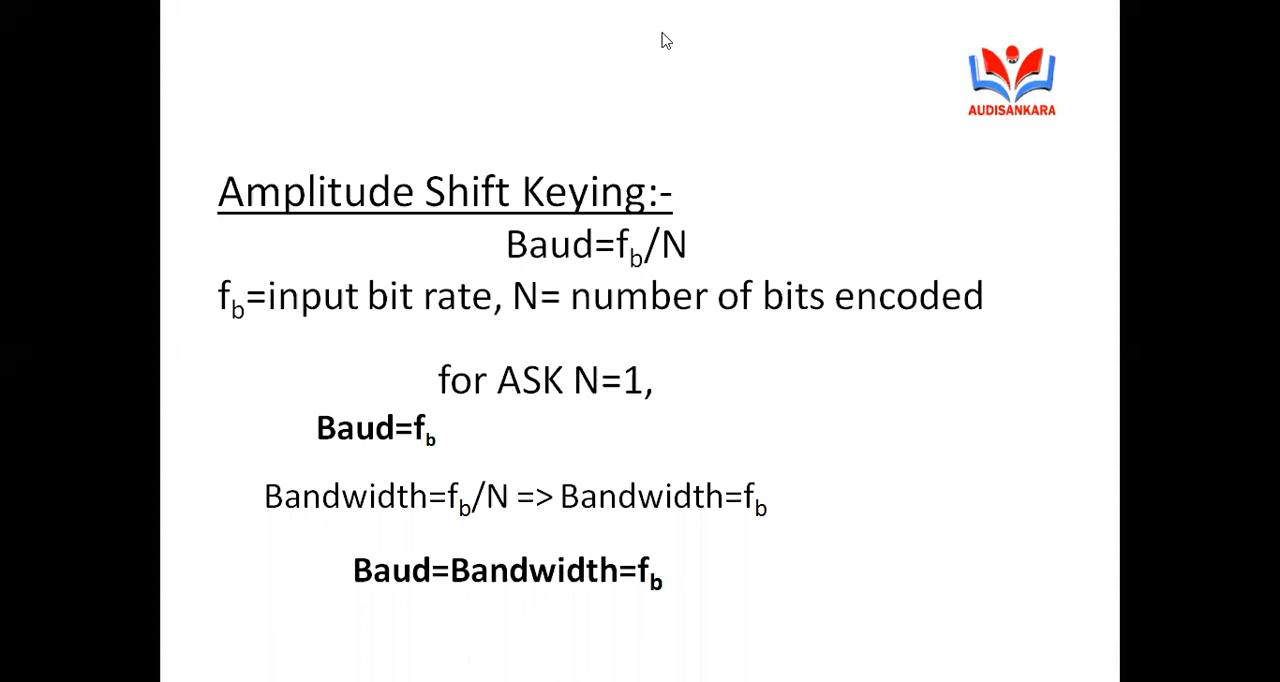 AUDISANKARA
Amplitude Shift Keying:-
Baud=fb/N
fb=input bit rate, N= number of bits encoded
for ASK N=1,
Baud=fb
Bandwidth=fb/N => Bandwidth=fb
Baud=Bandwidth=fb